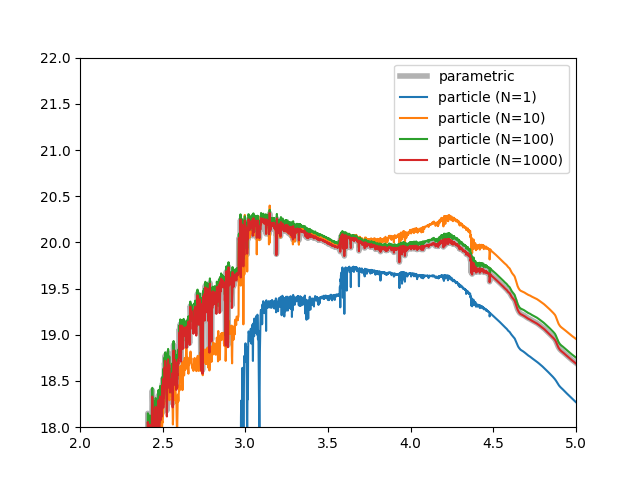 22.0
21.5
21.0
20.5
20.0
19.5
19.0
18.5
18.0
2.0 2.5 3.0 3.5 4.0 4.5 5.0
parametric
particle (N=1)
particle (N=10)
particle (N=100)
particle (N=1000)